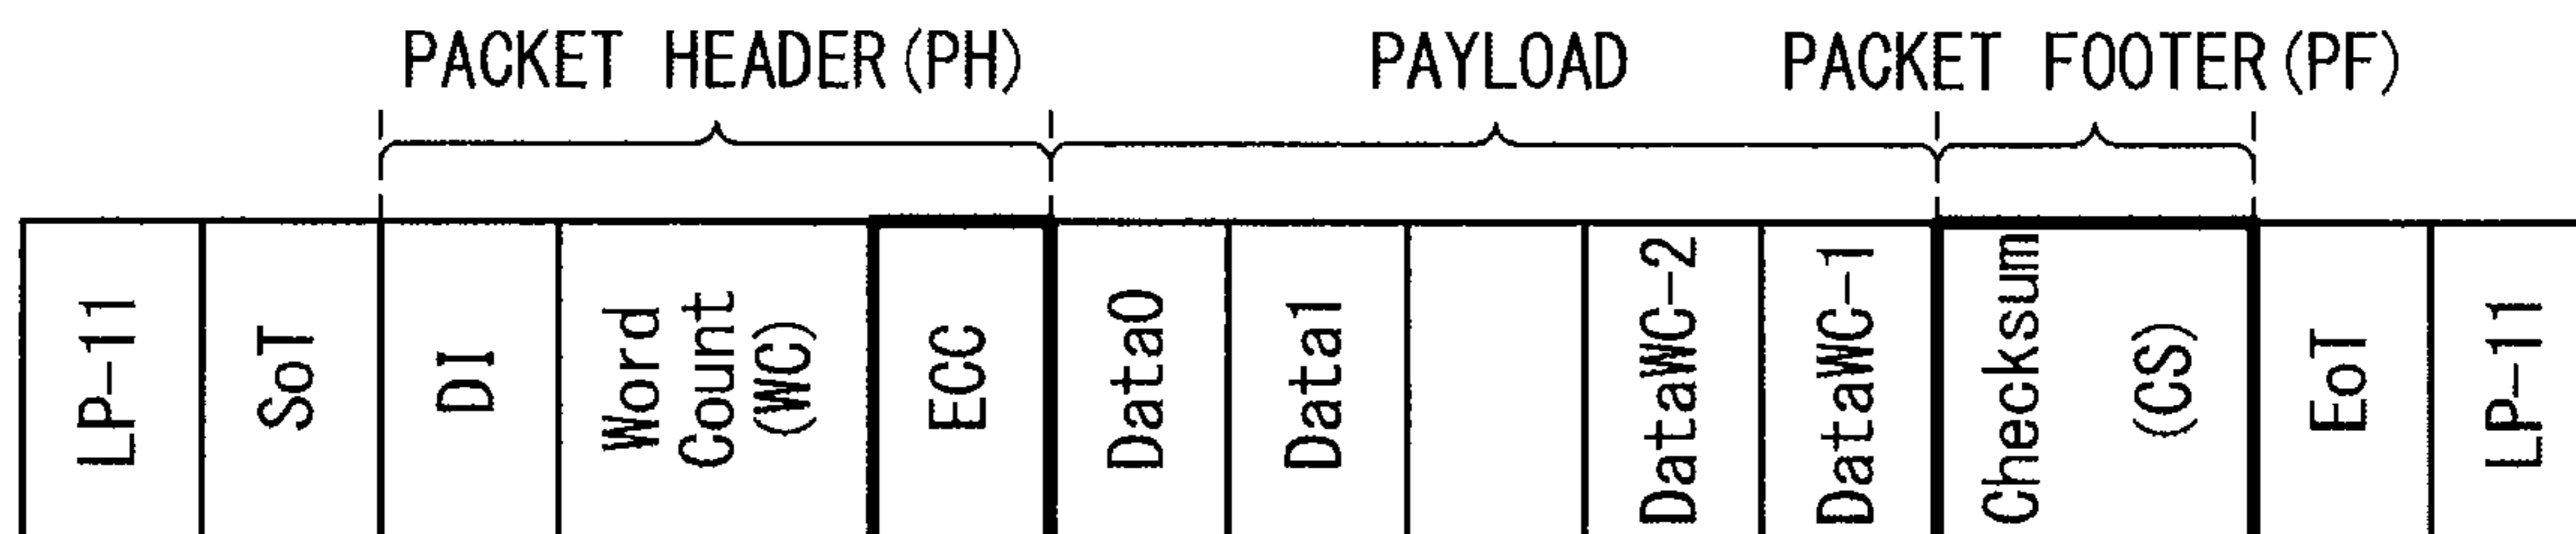 PACKET HEADER(PH)
PAYLOAD
PACKET FOOTER(PF)
LP-11
SoT
DI
Word
Count
(WC)
ECC
Data0
Data1
DataWC-2
DataWC-1
Checksum
(CS)
EoT
LP-11